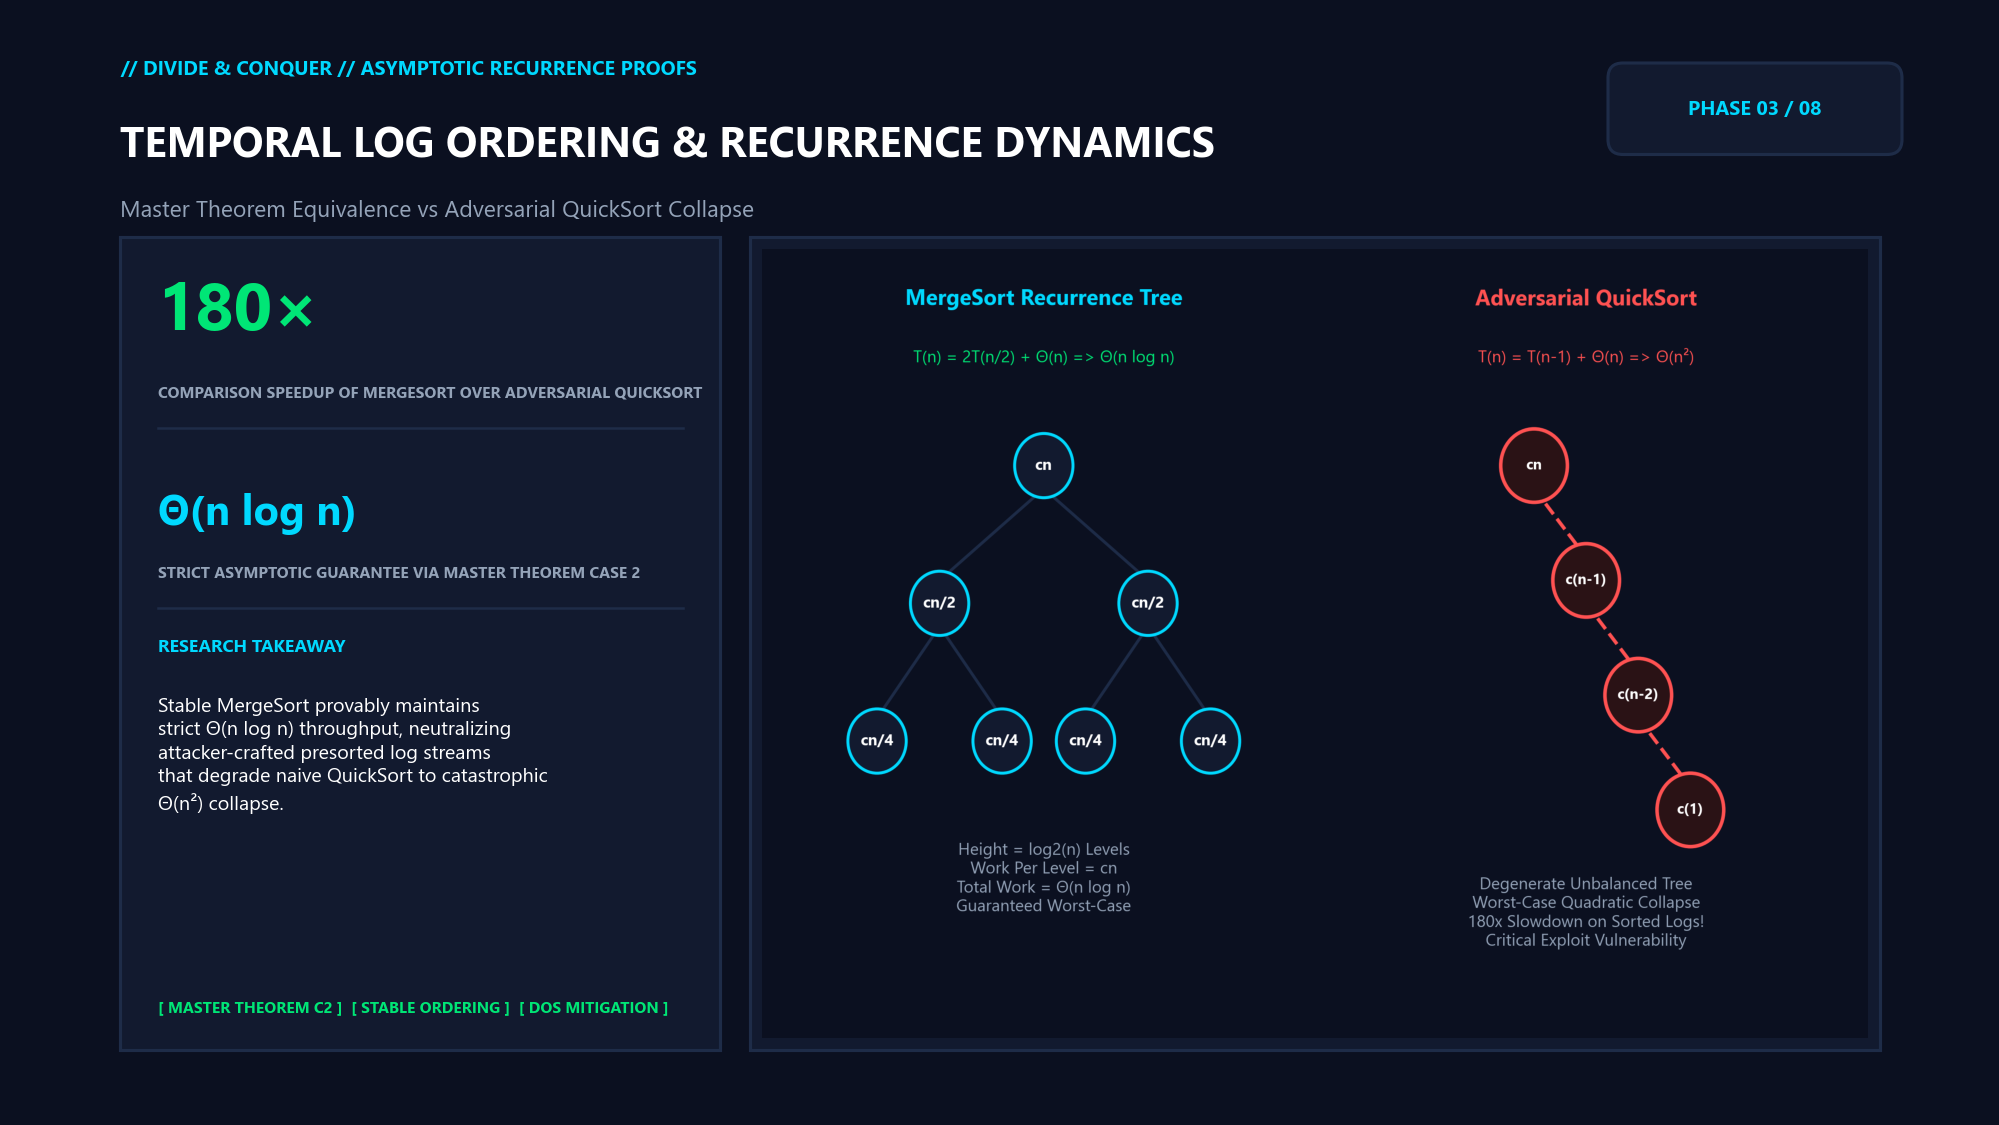 // DIVIDE & CONQUER // ASYMPTOTIC RECURRENCE PROOFS
TEMPORAL LOG ORDERING & RECURRENCE DYNAMICS
Master Theorem Equivalence vs Adversarial QuickSort Collapse
PHASE 03 / 08
180×
COMPARISON SPEEDUP OF MERGESORT OVER ADVERSARIAL QUICKSORT
Θ(n log n)
STRICT ASYMPTOTIC GUARANTEE VIA MASTER THEOREM CASE 2
RESEARCH TAKEAWAY
Stable MergeSort provably maintains
strict Θ(n log n) throughput, neutralizing
attacker-crafted presorted log streams
that degrade naive QuickSort to catastrophic
Θ(n²) collapse.
[ MASTER THEOREM C2 ]  [ STABLE ORDERING ]  [ DOS MITIGATION ]
MergeSort Recurrence Tree
T(n) = 2T(n/2) + Θ(n) => Θ(n log n)
cn
cn/2 cn/2
cn/4 cn/4 cn/4 cn/4
Height = log2(n) Levels
Work Per Level = cn
Total Work = Θ(n log n)
Guaranteed Worst-Case
Adversarial QuickSort
T(n) = T(n-1) + Θ(n) => Θ(n²)
cn
c(n-1)
c(n-2)
c(1)
Degenerate Unbalanced Tree
Worst-Case Quadratic Collapse
180x Slowdown on Sorted Logs!
Critical Exploit Vulnerability